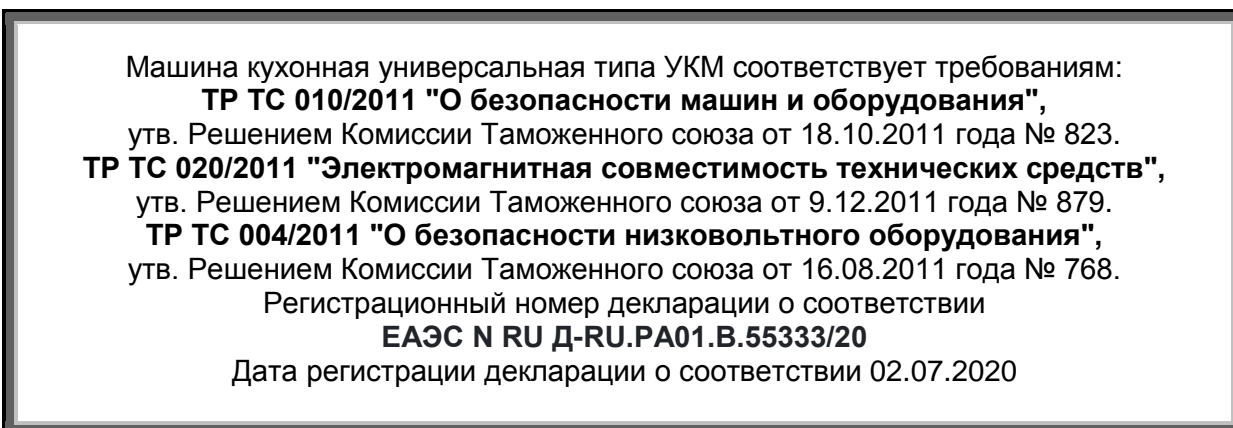 Машина кухонная универсальная типа УКМ соответствует требованиям:
ТР ТС 010/2011 "О безопасности машин и оборудования",
утв. Решением Комиссии Таможенного союза от 18.10.2011 года № 823.
ТР ТС 020/2011 "Электромагнитная совместимость технических средств",
утв. Решением Комиссии Таможенного союза от 9.12.2011 года № 879.
ТР ТС 004/2011 "О безопасности низковольтного оборудования",
утв. Решением Комиссии Таможенного союза от 16.08.2011 года № 768.
Регистрационный номер декларации о соответствии
ЕАЭС N RU Д-RU.РА01.В.55333/20
Дата регистрации декларации о соответствии 02.07.2020